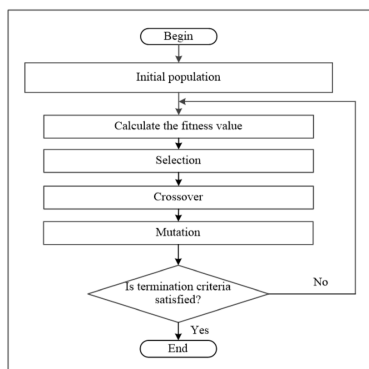 Begin
Initial population
Calculate the fitness value
Selection
Crossover
Mutation
Is termination criteria
satisfied?
No
Yes
End